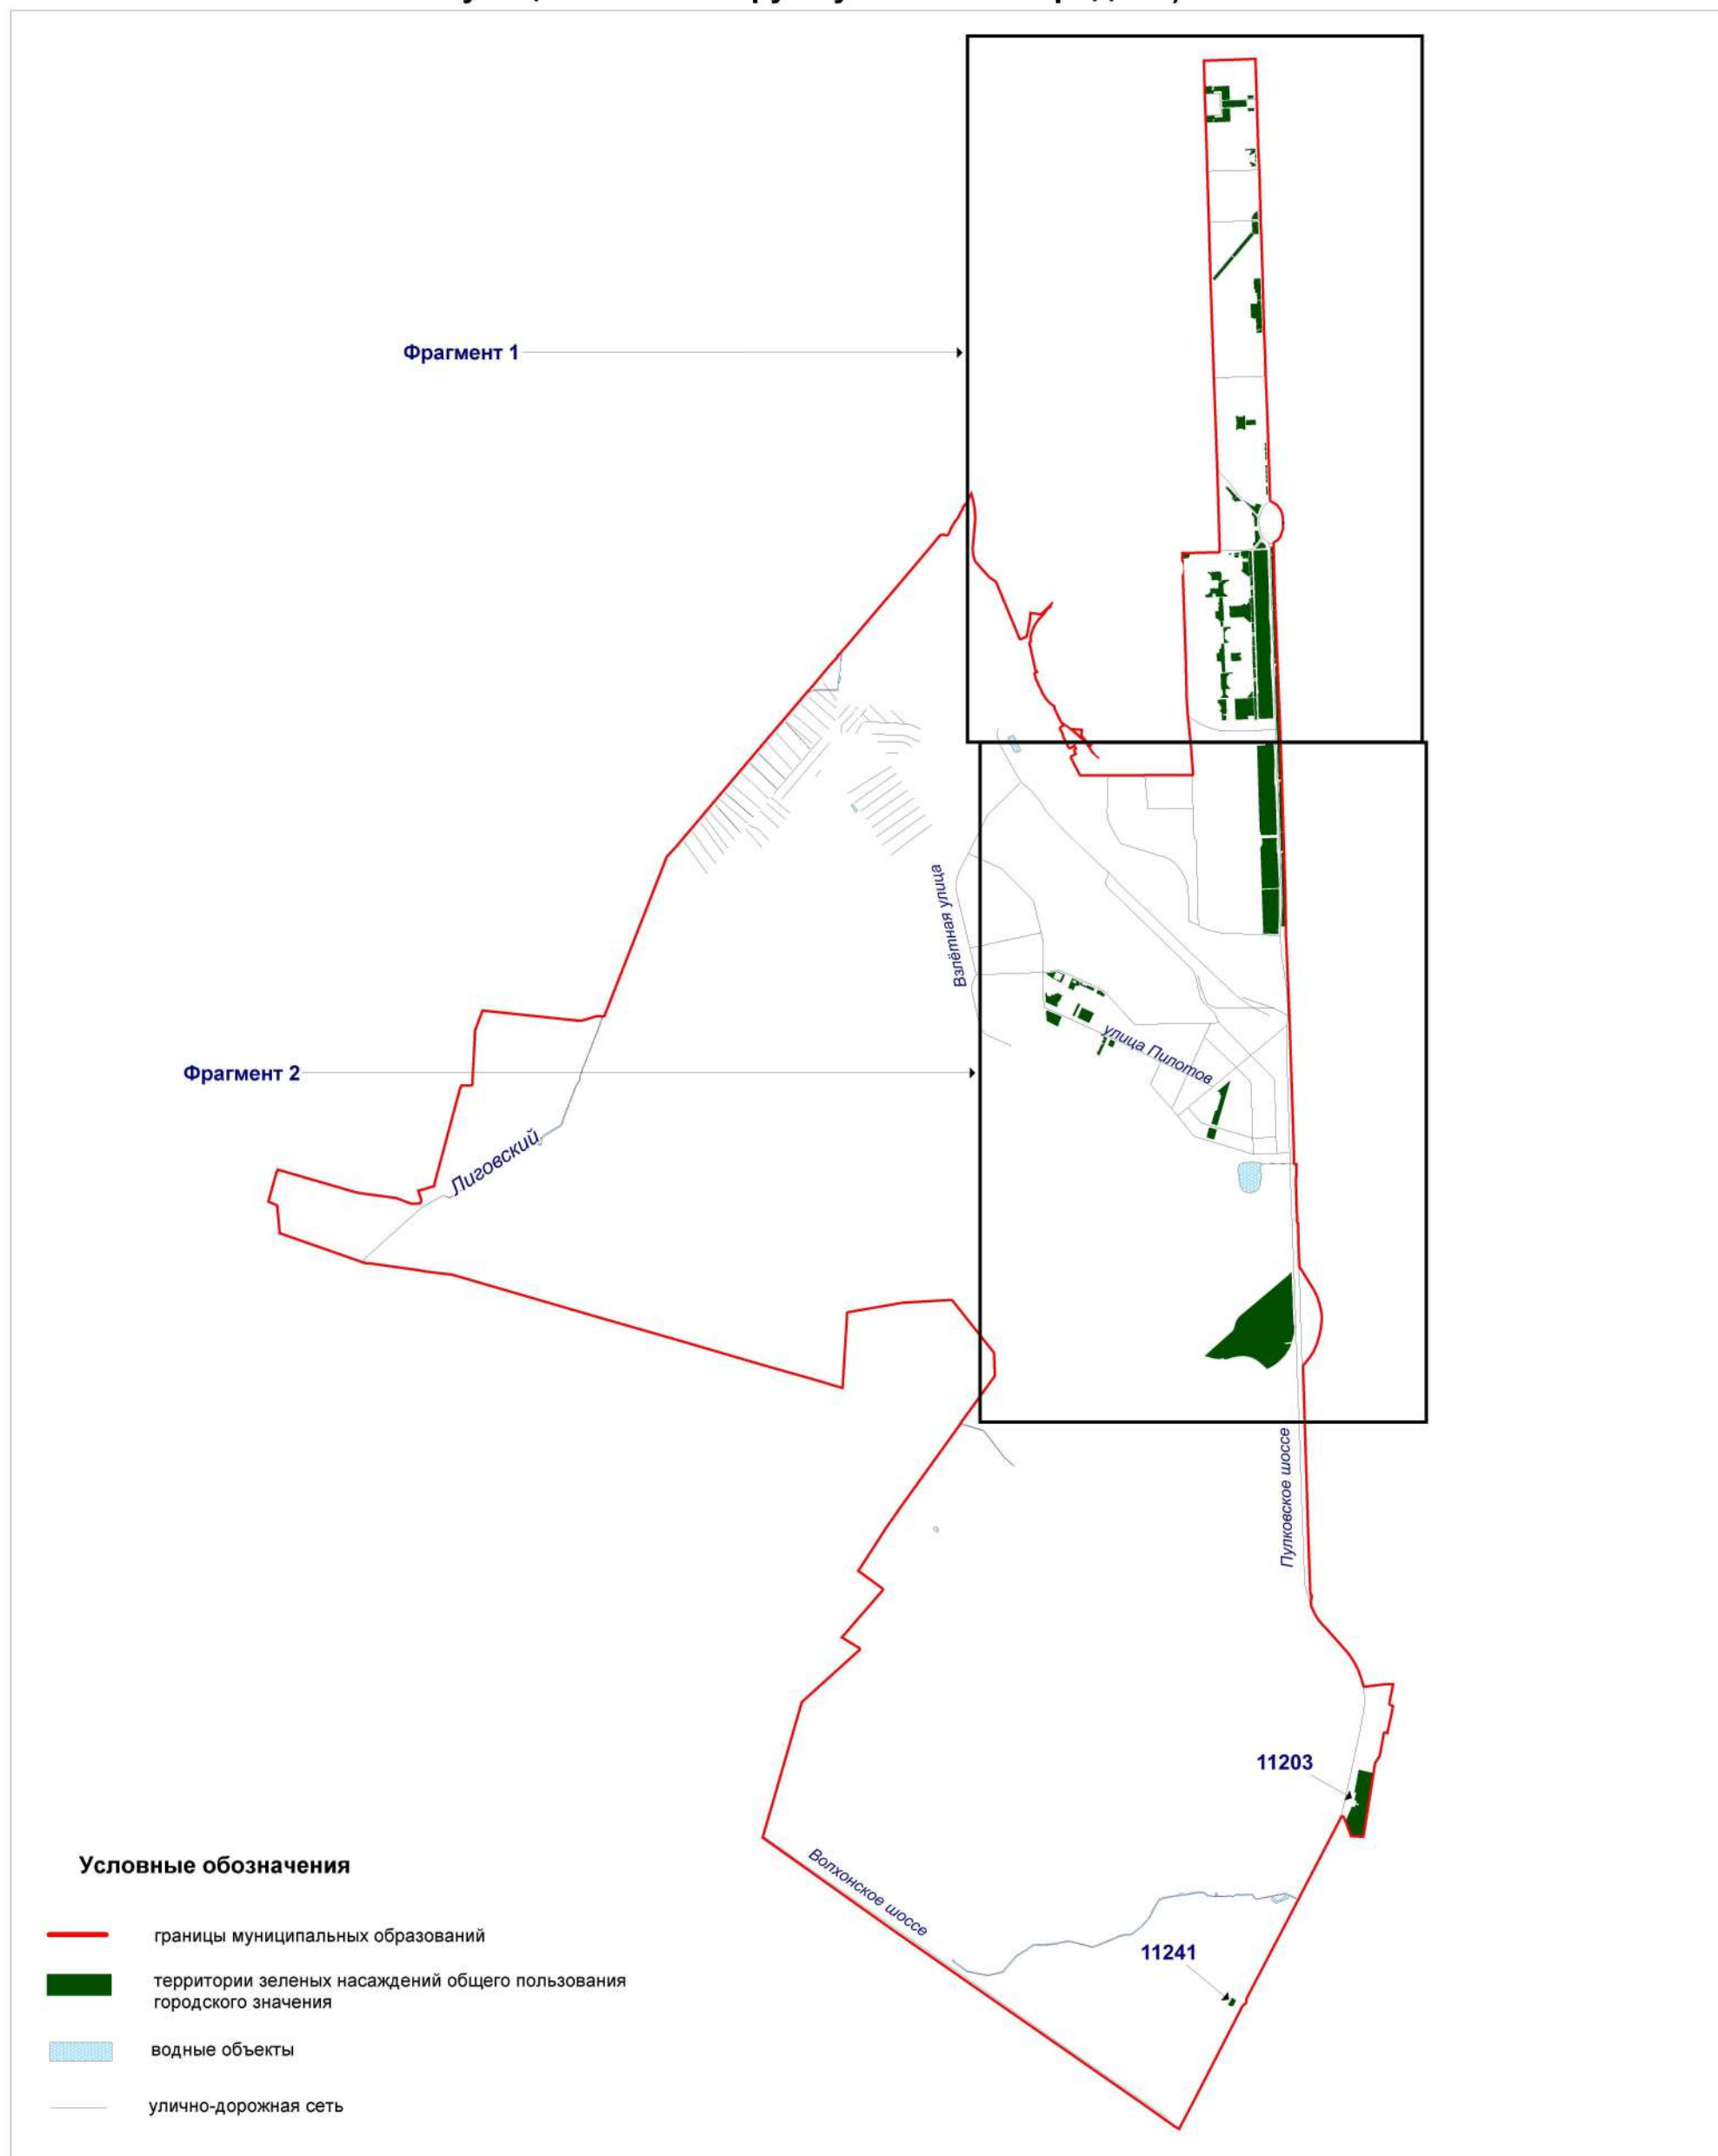 Фрагмент 1
Взлётная улица
улица Пилотов
Фрагмент 2
Лиговский
Пулковское шоссе
11203
Волхонское шоссе
11241
Условные обозначения
границы муниципальных образований
территории зеленых насаждений общего пользования
городского значения
водные объекты
улично-дорожная сеть